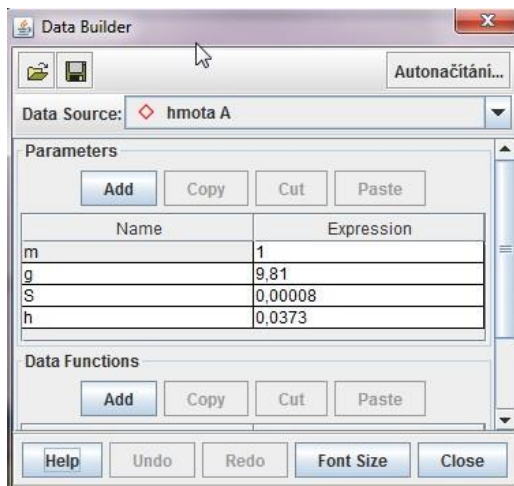 Data Builder
Autonačítání...
Data Source: hmota A
Parameters
Add Copy Cut Paste
Name Expression
m 1
g 9,81
S 0,00008
h 0,0373
Data Functions
Add Copy Cut Paste
Help Undo Redo Font Size Close